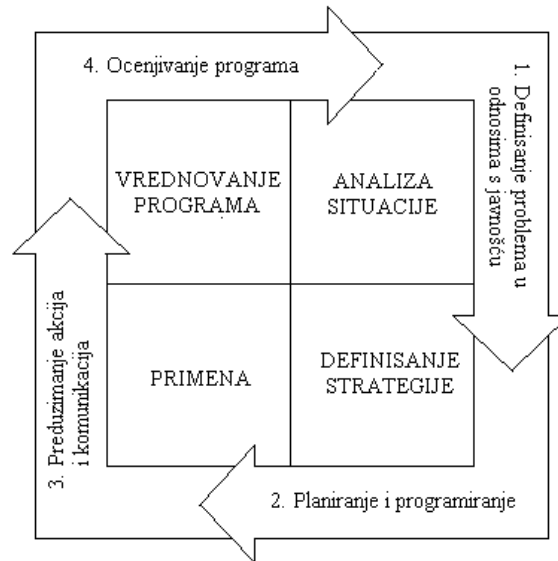 4. Ocenjivanje programa
1. Definisanje problema u
odnosima s javnošću
VREDNOVANJE
PROGRAMA
ANALIZA
SITUACIJE
PRIMENA
DEFINISANJE
STRATEGIJE
3. Preduzimanje akcija
i komunikacija
2. Planiranje i programiranje